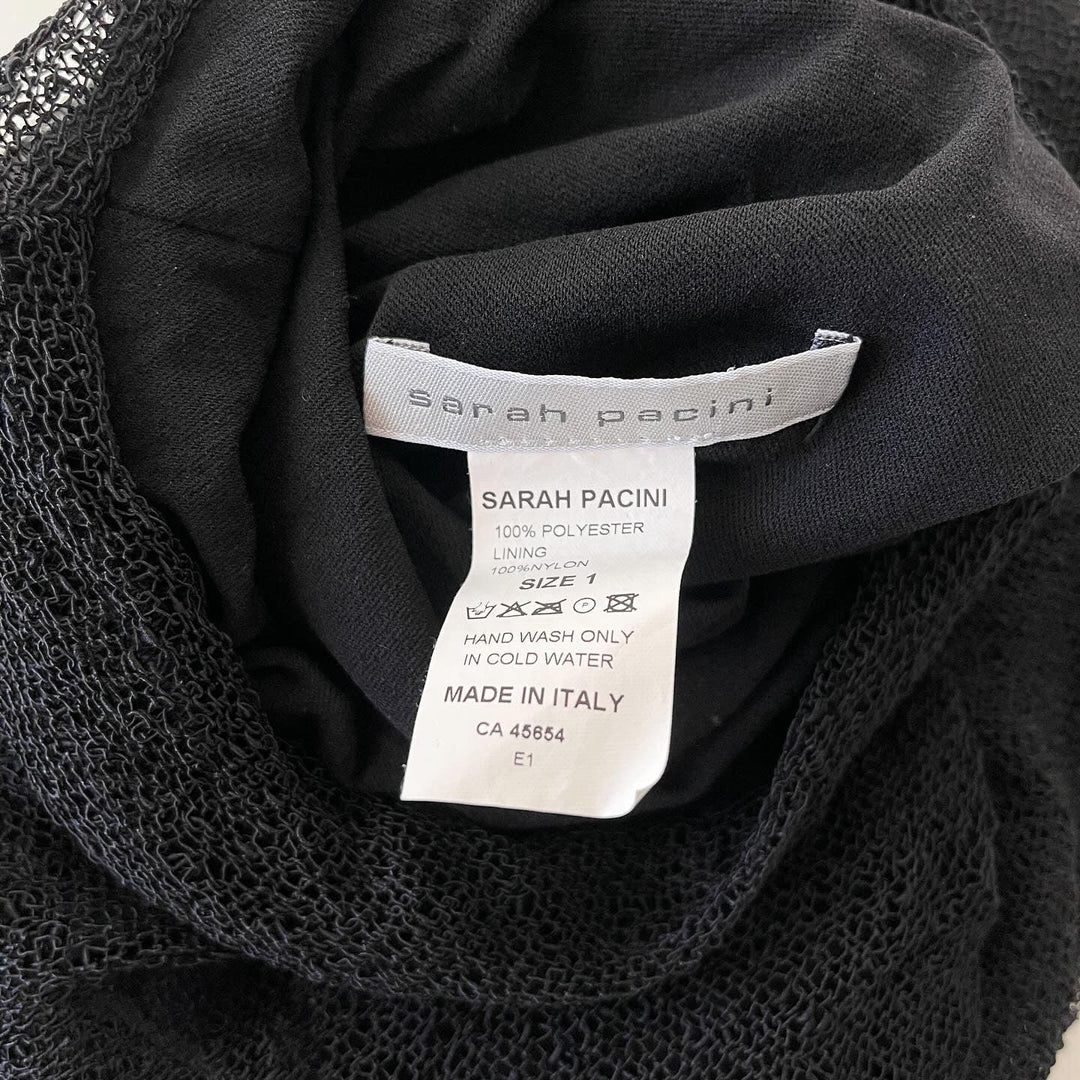 sarah pacini
SARAH PACINI
100% POLYESTER
LINING
100%NYLON
SIZE 1
P
HAND WASH ONLY
IN COLD WATER
MADE IN ITALY
CA 45654
E1